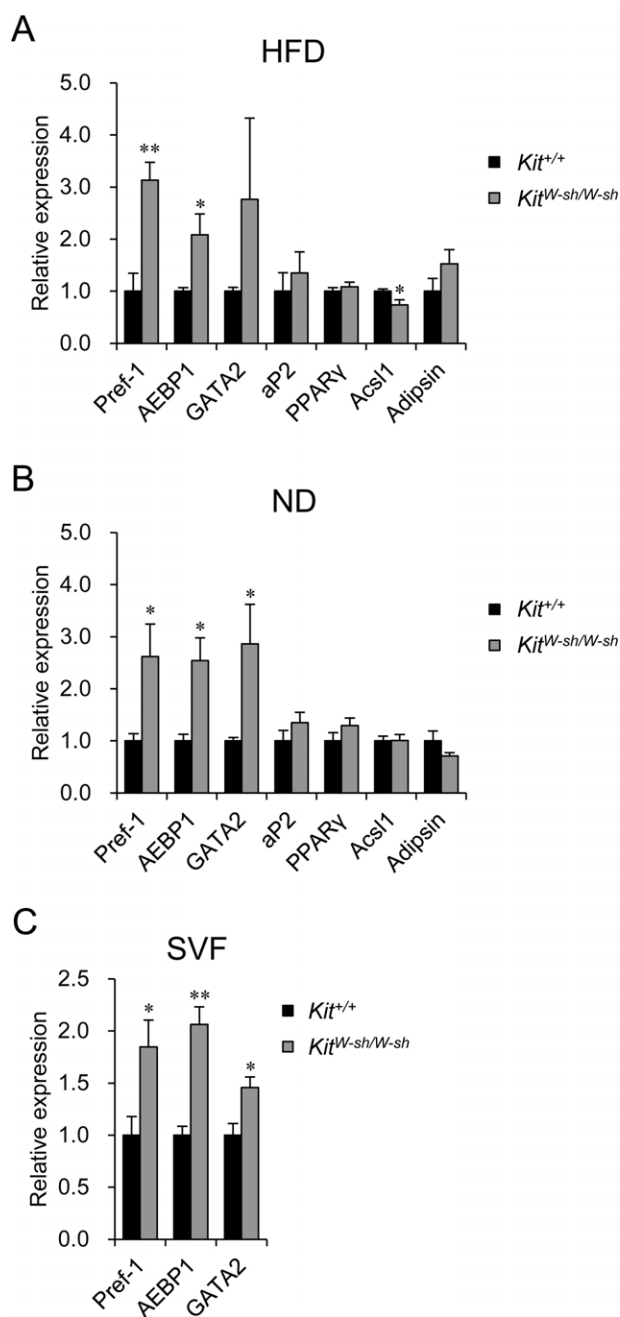 A
HFD
Relative expression
5.0
4.0
3.0
2.0
1.0
0.0
**
*
*
Kit+/+
KitW-sh/W-sh
Pref-1
AEBP1
GATA2
aP2
PPARγ
Acsl1
Adipsin
B
ND
Relative expression
5.0
4.0
3.0
2.0
1.0
0.0
*
*
*
Kit+/+
KitW-sh/W-sh
Pref-1
AEBP1
GATA2
aP2
PPARγ
Acsl1
Adipsin
C
SVF
Relative expression
2.5
2.0
1.5
1.0
0.5
0.0
*
**
*
Kit+/+
KitW-sh/W-sh
Pref-1
AEBP1
GATA2